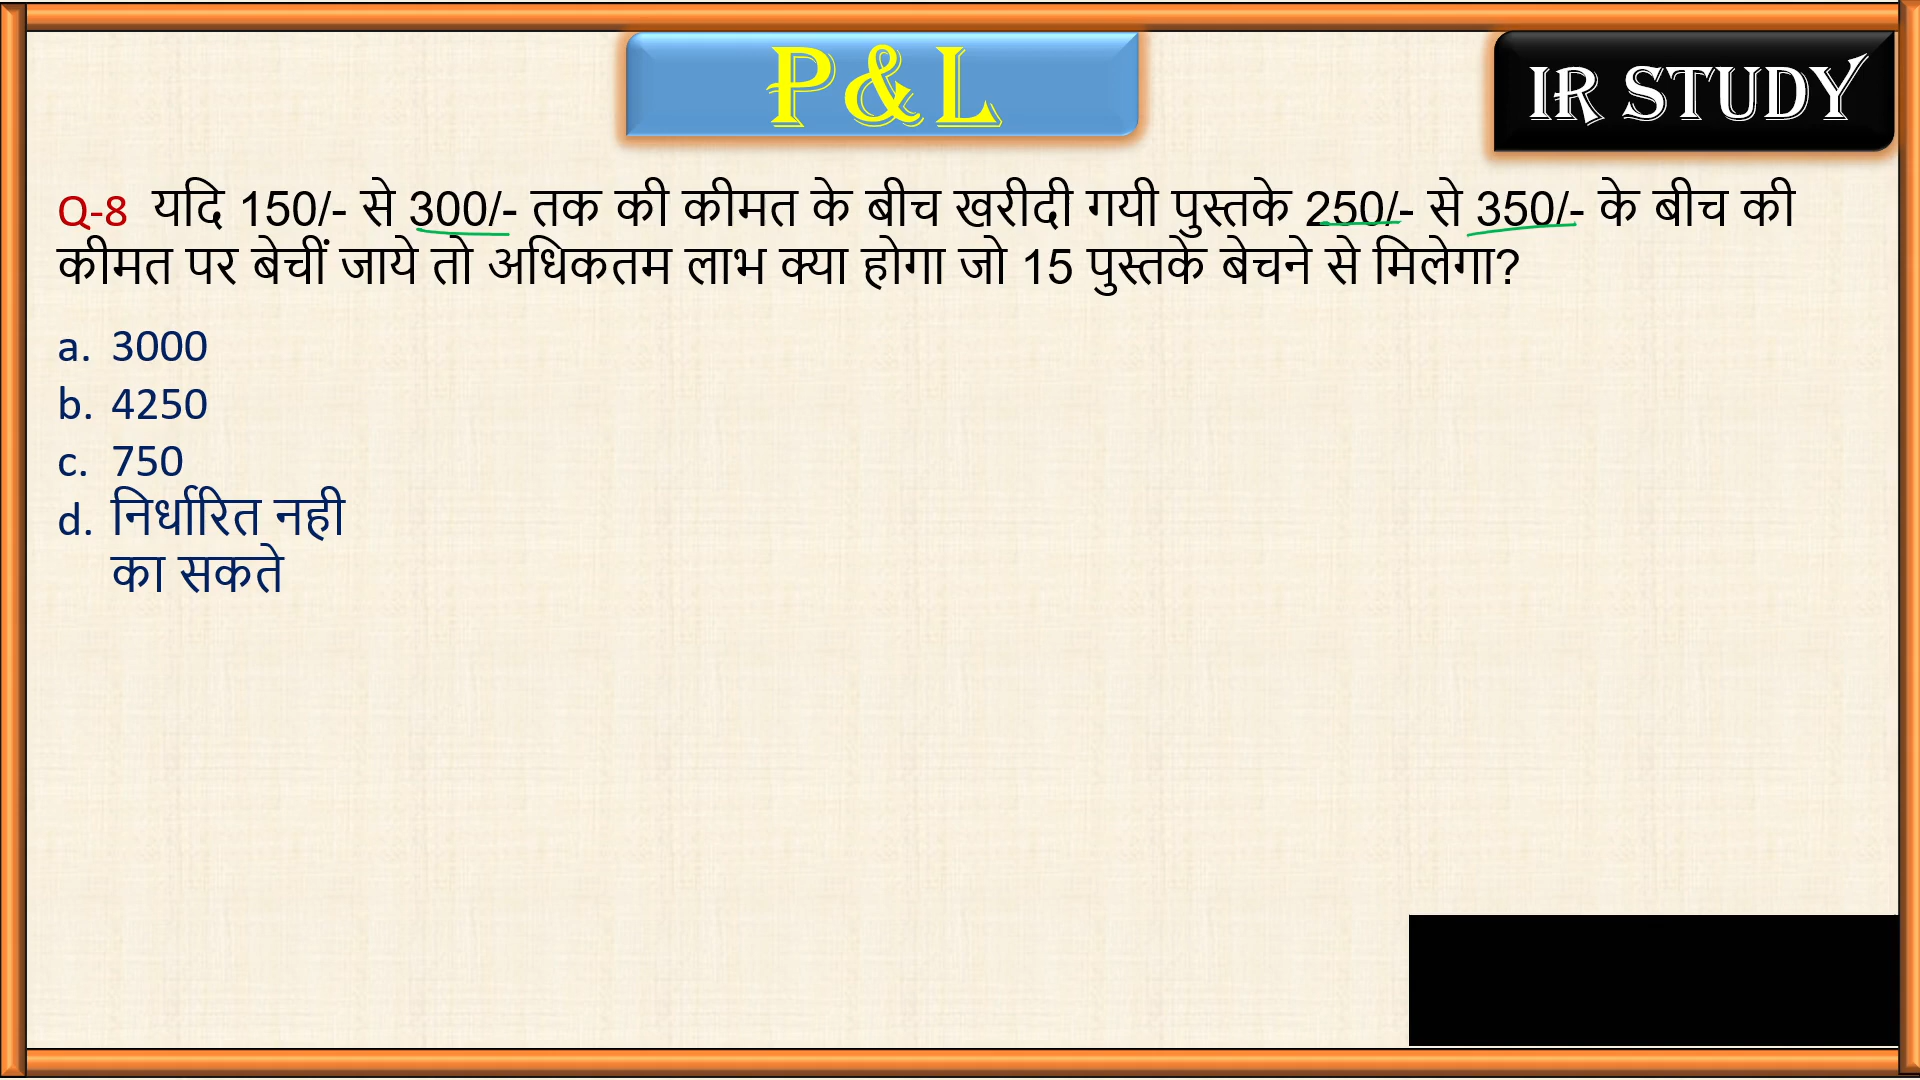 P&L
IR STUDY
Q-8 यदि 150/- से 300/- तक की कीमत के बीच खरीदी गयी पुस्तके 250/- से 350/- के बीच की
कीमत पर बेचीं जाये तो अधिकतम लाभ क्या होगा जो 15 पुस्तके बेचने से मिलेगा?
a. 3000
b. 4250
c. 750
d. निर्धारित नही
का सकते